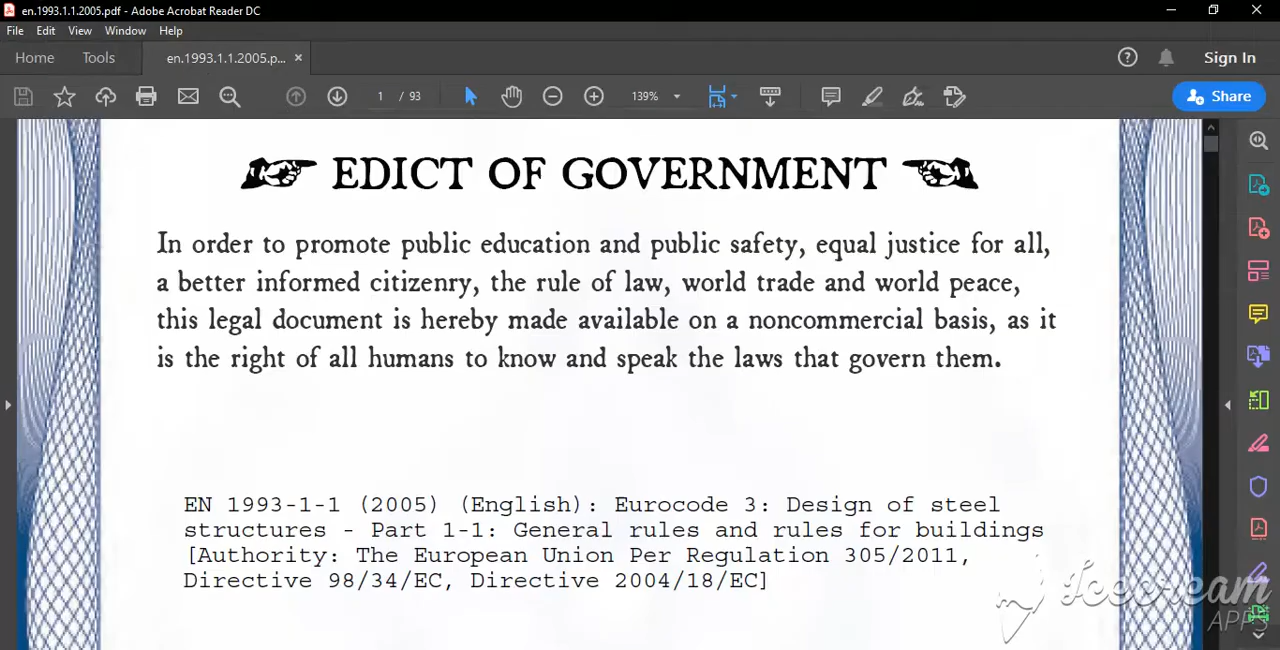 en.1993.1.1.2005.pdf - Adobe Acrobat Reader DC
File Edit View Window Help
Home Tools en.1993.1.1.2005.p... × Sign In
1 / 93 139% Share
EDICT OF GOVERNMENT
In order to promote public education and public safety, equal justice for all,
a better informed citizenry, the rule of law, world trade and world peace,
this legal document is hereby made available on a noncommercial basis, as it
is the right of all humans to know and speak the laws that govern them.
EN 1993-1-1 (2005) (English): Eurocode 3: Design of steel
structures - Part 1-1: General rules and rules for buildings
[Authority: The European Union Per Regulation 305/2011,
Directive 98/34/EC, Directive 2004/18/EC]
Icecream
APPS